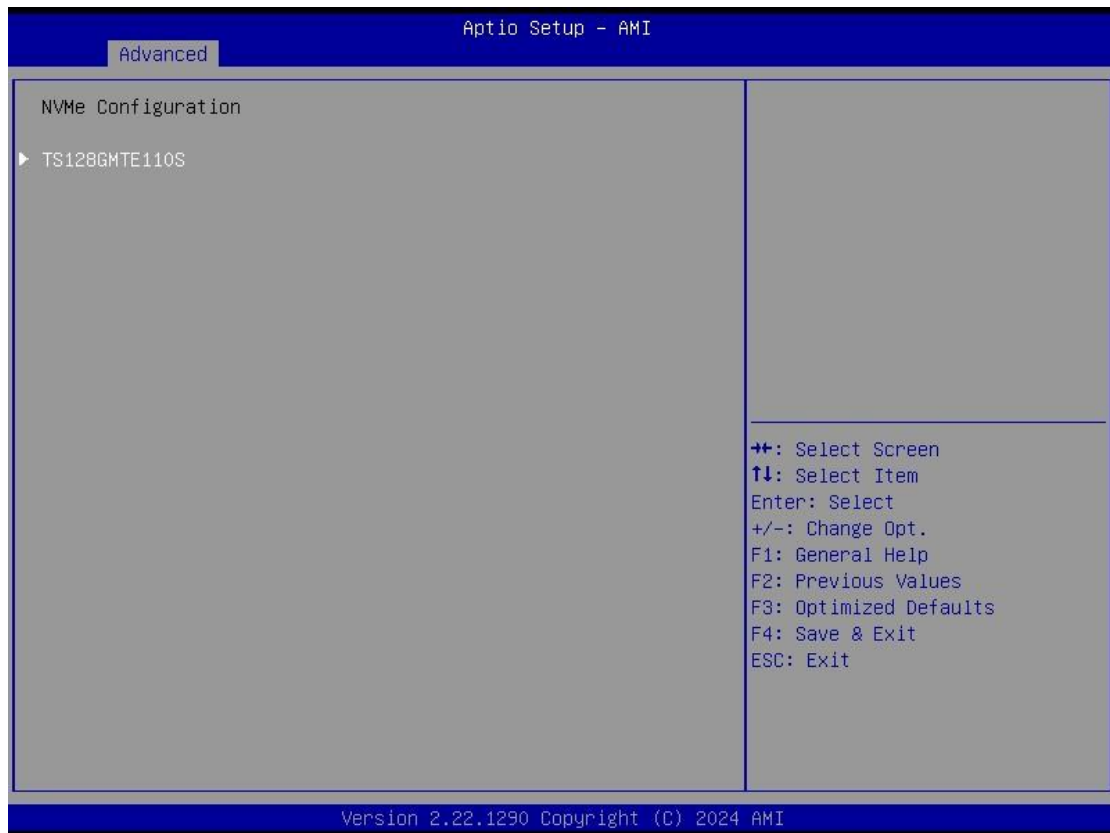 Aptio Setup - AMI
Advanced
NVMe Configuration
▶ TS128GMTE110S
→←: Select Screen
↑↓: Select Item
Enter: Select
+/-: Change Opt.
F1: General Help
F2: Previous Values
F3: Optimized Defaults
F4: Save & Exit
ESC: Exit
Version 2.22.1290 Copyright (C) 2024 AMI